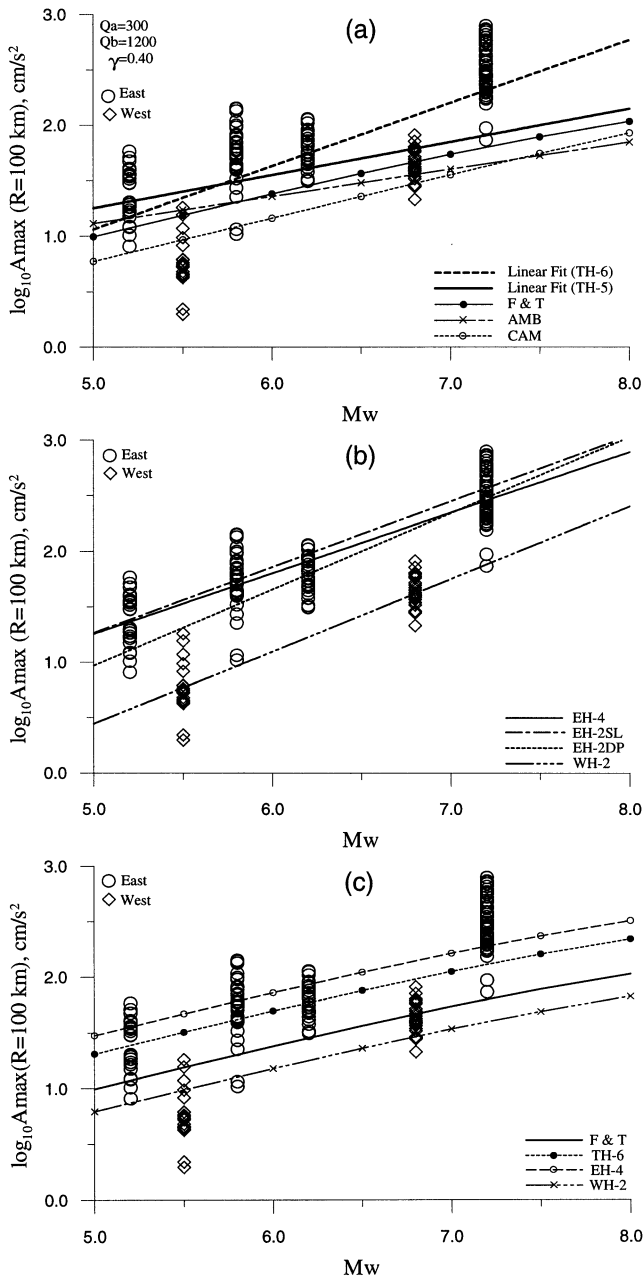 (a)
Qa=300
Qb=1200
γ=0.40
East
West
log10Amax (R=100 km), cm/s²
3.0
2.0
1.0
0.0
Linear Fit (TH-6)
Linear Fit (TH-5)
F & T
AMB
CAM
5.0 6.0 7.0 8.0
Mw
(b)
East
West
log10Amax (R=100 km), cm/s²
3.0
2.0
1.0
0.0
EH-4
EH-2SL
EH-2DP
WH-2
5.0 6.0 7.0 8.0
Mw
(c)
East
West
log10Amax(R=100 km), cm/s²
3.0
2.0
1.0
0.0
F & T
TH-6
EH-4
WH-2
5.0 6.0 7.0 8.0
Mw